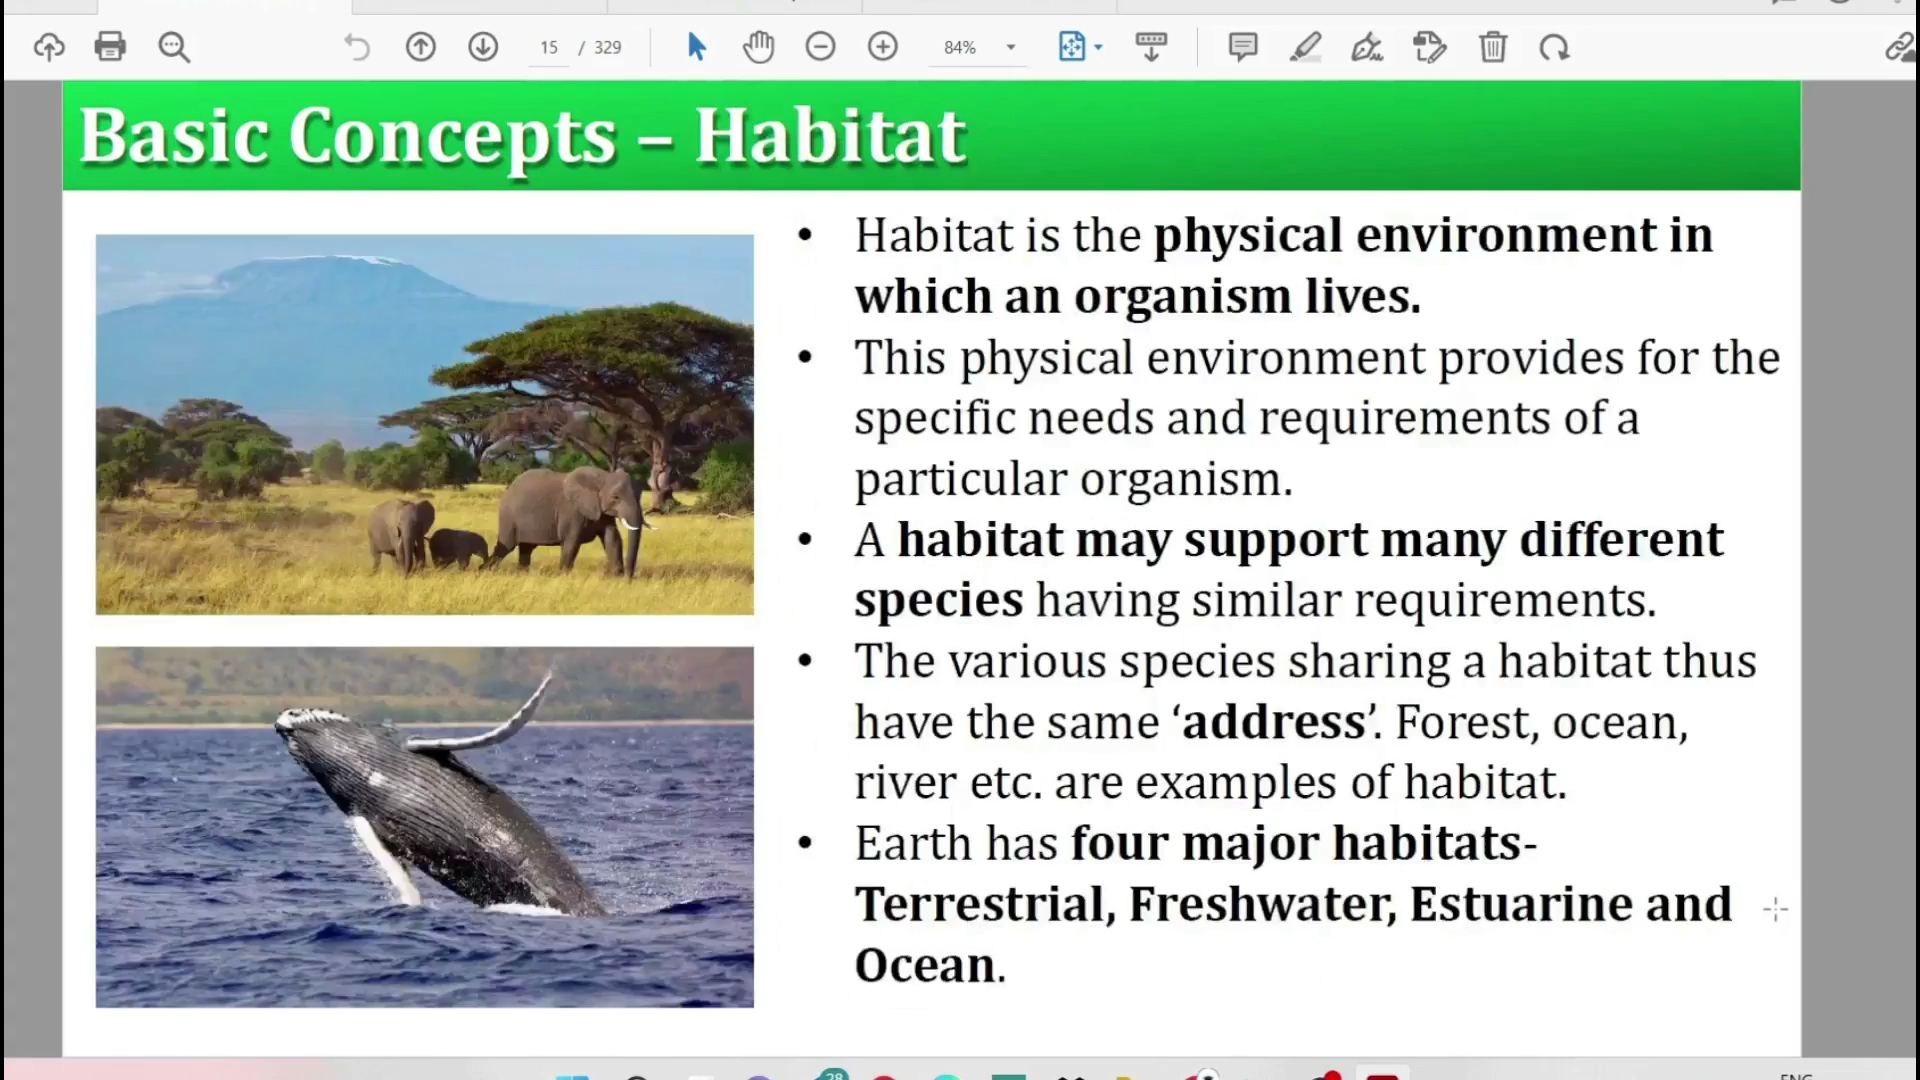 15 / 329
84%
Basic Concepts – Habitat
• Habitat is the physical environment in
which an organism lives.
• This physical environment provides for the
specific needs and requirements of a
particular organism.
• A habitat may support many different
species having similar requirements.
• The various species sharing a habitat thus
have the same ‘address’. Forest, ocean,
river etc. are examples of habitat.
• Earth has four major habitats-
Terrestrial, Freshwater, Estuarine and
Ocean.
28
ENG